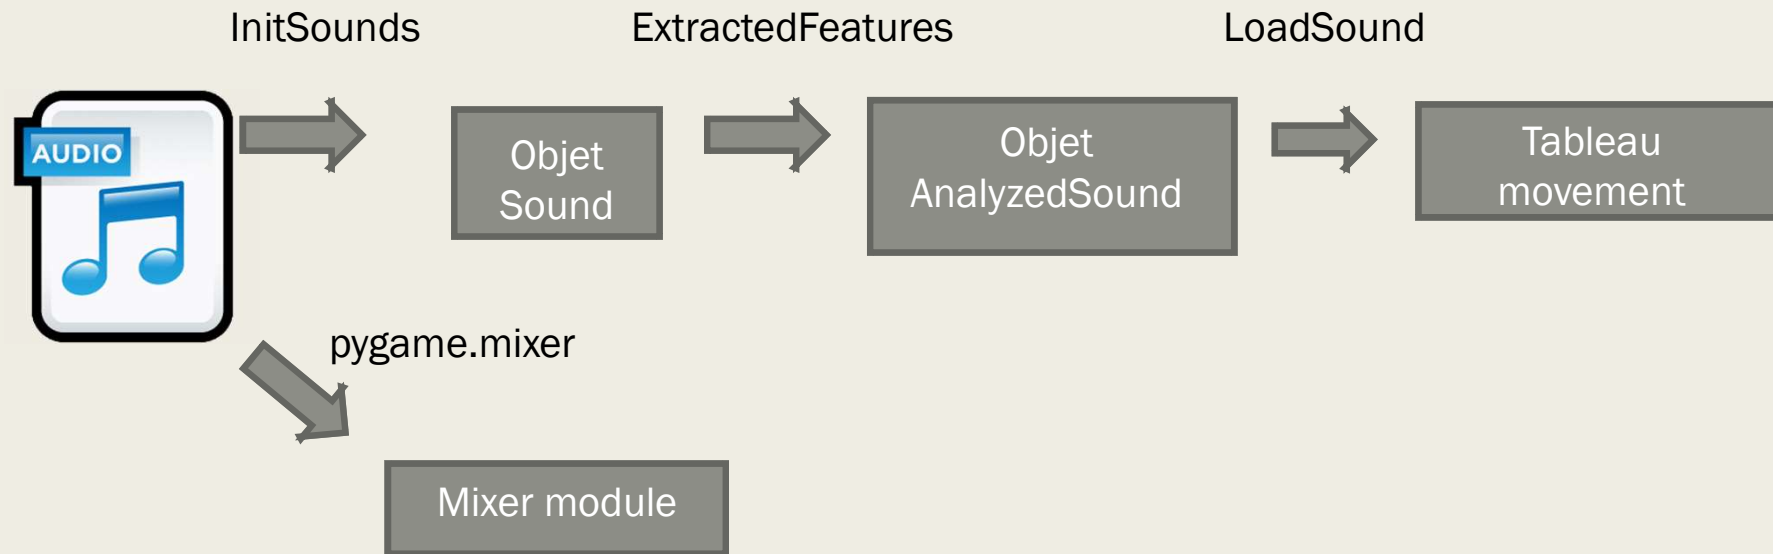 InitSounds
ExtractedFeatures
LoadSound
AUDIO
Objet
Sound
Objet
AnalyzedSound
Tableau
movement
pygame.mixer
Mixer module